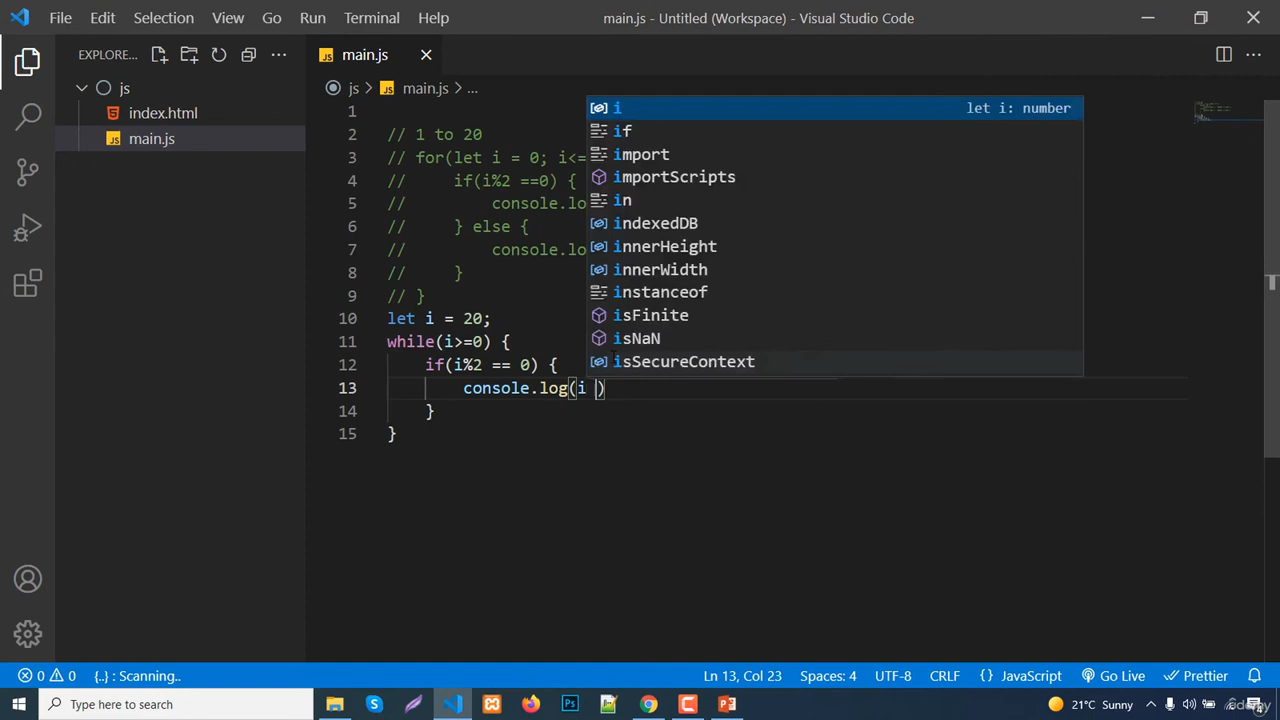 File Edit Selection View Go Run Terminal Help main.js - Untitled (Workspace) - Visual Studio Code
EXPLORE... main.js
js index.html main.js
js > main.js > ...
1
2 // 1 to 20
3 // for(let i = 0; i<=
4 // if(i%2 ==0) {
5 // console.lo
6 // } else {
7 // console.lo
8 // }
9 // }
10 let i = 20;
11 while(i>=0) {
12 if(i%2 == 0) {
13 console.log(i )
14 }
15 }
i let i: number
if
import
importScripts
in
indexedDB
innerHeight
innerWidth
instanceof
isFinite
isNaN
isSecureContext
0 0 {..} : Scanning.. Ln 13, Col 23 Spaces: 4 UTF-8 CRLF {} JavaScript Go Live Prettier
Type here to search 21°C Sunny